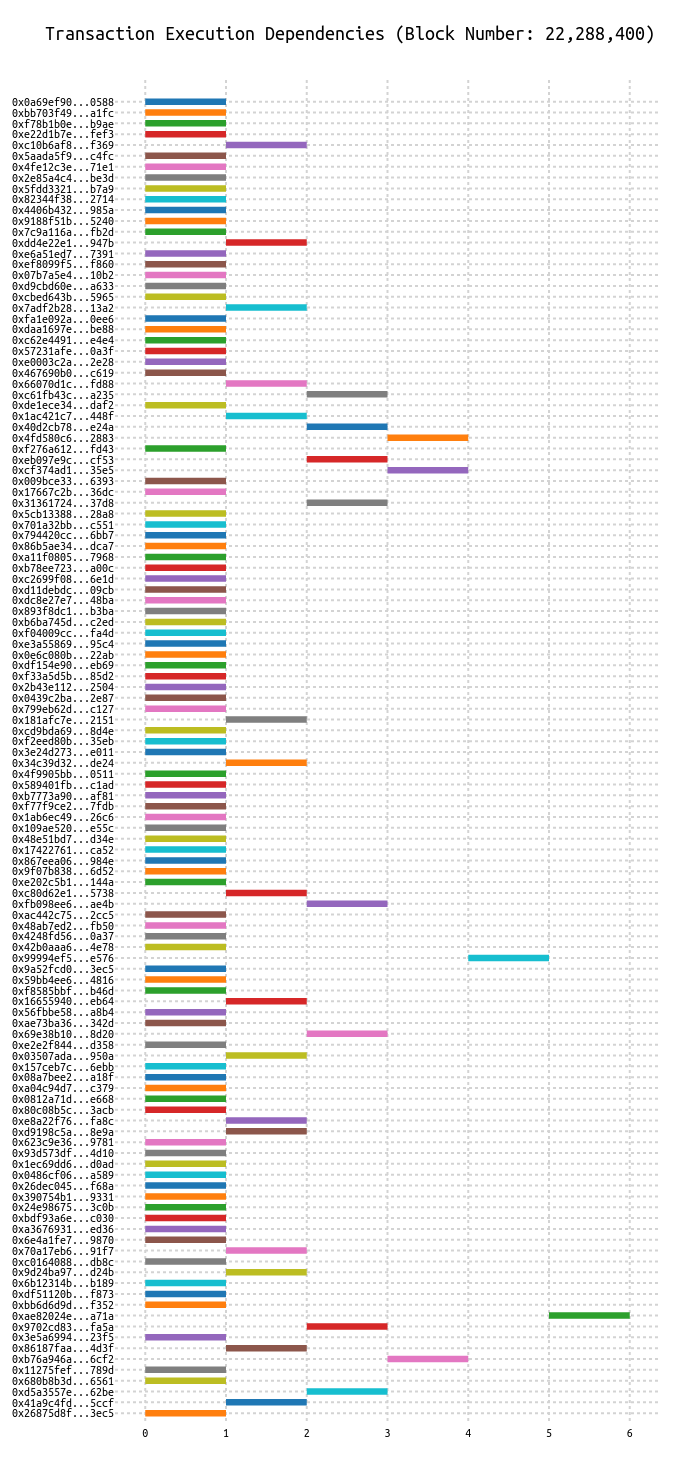 Transaction Execution Dependencies (Block Number: 22,288,400)
0x0a69ef90...0588
0xbb703f49...a1fc
0xf78b1b0e...b9ae
0xe22d1b7e...fef3
0xc10b6af8...f369
0x5aada5f9...c4fc
0x4fe12c3e...71e1
0x2e85a4c4...be3d
0x5fdd3321...b7a9
0x82344f38...2714
0x4406b432...985a
0x9188f51b...5240
0x7c9a116a...fb2d
0xdd4e22e1...947b
0xe6a51ed7...7391
0xef8099f5...f860
0x07b7a5e4...10b2
0xd9cbd60e...a633
0xcbed643b...5965
0x7adf2b28...13a2
0xfa1e092a...0ee6
0xdaa1697e...be88
0xc62e4491...e4e4
0x57231afe...0a3f
0xe0003c2a...2e28
0x467690b0...c619
0x66070d1c...fd88
0xc61fb43c...a235
0xde1ece34...daf2
0x1ac421c7...448f
0x40d2cb78...e24a
0x4fd580c6...2883
0xf276a612...fd43
0xeb097e9c...cf53
0xcf374ad1...35e5
0x009bce33...6393
0x17667c2b...36dc
0x31361724...37d8
0x5cb13388...28a8
0x701a32bb...c551
0x794420cc...6bb7
0x86b5ae34...dca7
0xa11f0805...7968
0xb78ee723...a00c
0xc2699f08...6e1d
0xd11debdc...09cb
0xdc8e27e7...48ba
0x893f8dc1...b3ba
0xb6ba745d...c2ed
0xf04009cc...fa4d
0xe3a55869...95c4
0x0e6c080b...22ab
0xdf154e90...eb69
0xf33a5d5b...85d2
0x2b43e112...2504
0x0439c2ba...2e87
0x799eb62d...c127
0x181afc7e...2151
0xcd9bda69...8d4e
0xf2eed80b...35eb
0x3e24d273...e011
0x34c39d32...de24
0x4f9905bb...0511
0x589401fb...c1ad
0xb7773a90...af81
0xf77f9ce2...7fdb
0x1ab6ec49...26c6
0x109ae520...e55c
0x48e51bd7...d34e
0x17422761...ca52
0x867eea06...984e
0x9f07b838...6d52
0xe202c5b1...144a
0xc80d62e1...5738
0xfb098ee6...ae4b
0xac442c75...2cc5
0x48ab7ed2...fb50
0x4248fd56...0a37
0x42b0aaa6...4e78
0x99994ef5...e576
0x9a52fcd0...3ec5
0x59bb4ee6...4816
0xf8585bbf...b46d
0x16655940...eb64
0x56fbbe58...a8b4
0xae73ba36...342d
0x69e38b10...8d20
0xe2e2f844...d358
0x03507ada...950a
0x157ceb7c...6ebb
0x08a7bee2...a18f
0xa04c94d7...c379
0x0812a71d...e668
0x80c08b5c...3acb
0xe8a22f76...fa8c
0xd9198c5a...8e9a
0x623c9e36...9781
0x93d573df...4d10
0x1ec69dd6...d0ad
0x0486cf06...a589
0x26dec045...f68a
0x390754b1...9331
0x24e98675...3c0b
0xbdf93a6e...c030
0xa3676931...ed36
0x6e4a1fe7...9870
0x70a17eb6...91f7
0xc0164088...db8c
0x9d24ba97...d24b
0x6b12314b...b189
0xdf51120b...f873
0xbb6d6d9d...f352
0xae82024e...a71a
0x9702cd83...fa5a
0x3e5a6994...23f5
0x86187faa...4d3f
0xb76a946a...6cf2
0x11275fef...789d
0x680b8b3d...6561
0xd5a3557e...62be
0x41a9c4fd...5ccf
0x26875d8f...3ec5
0 1 2 3 4 5 6